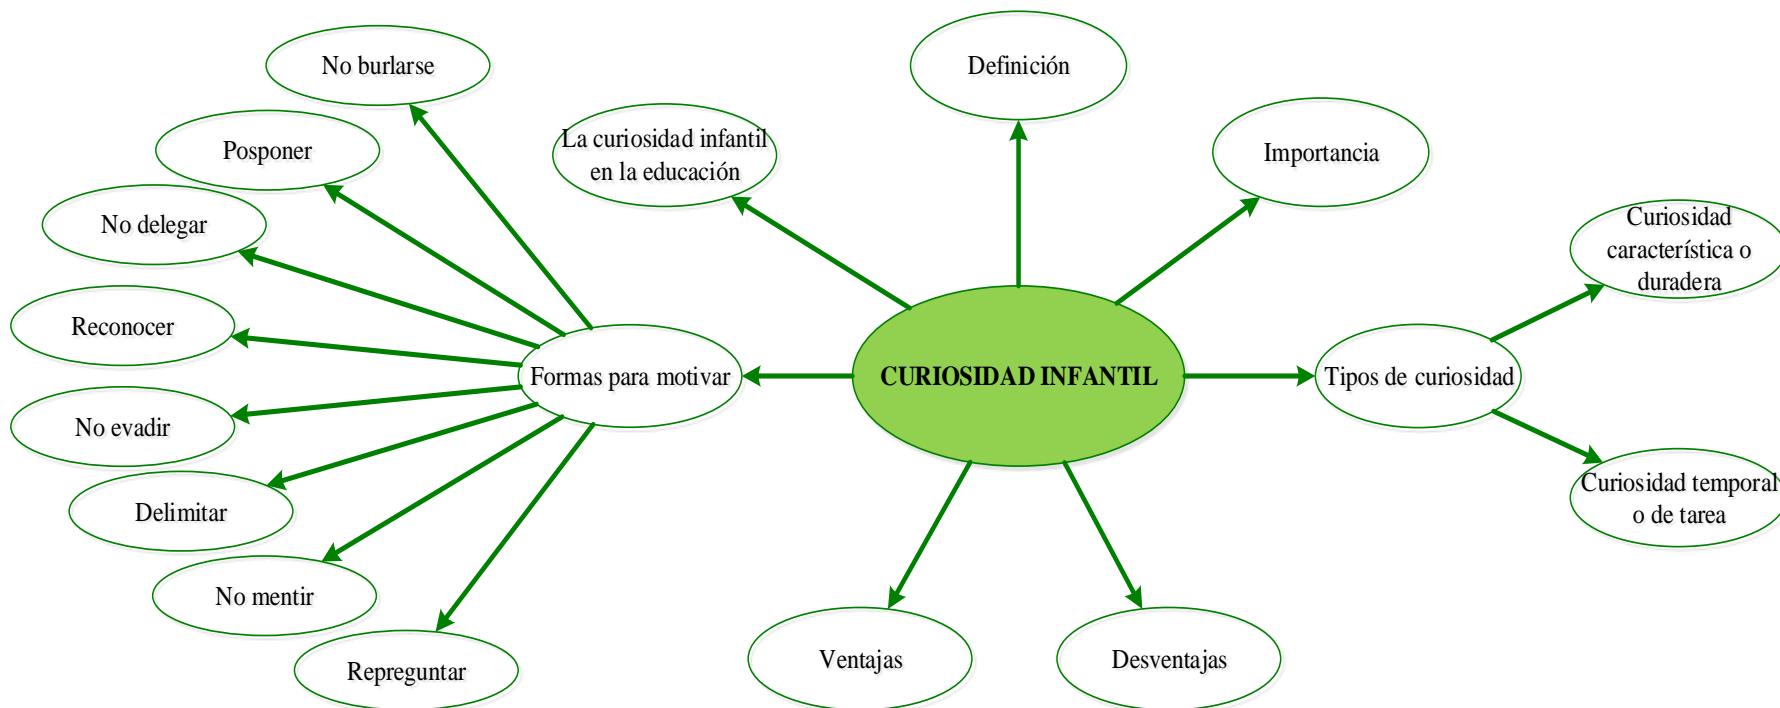 No burlarse
Definición
La curiosidad infantil
en la educación
Posponer
Importancia
No delegar
Curiosidad
característica o
duradera
Reconocer
Formas para motivar
CURIOSIDAD INFANTIL
Tipos de curiosidad
No evadir
Curiosidad temporal
o de tarea
Delimitar
No mentir
Ventajas
Desventajas
Repreguntar